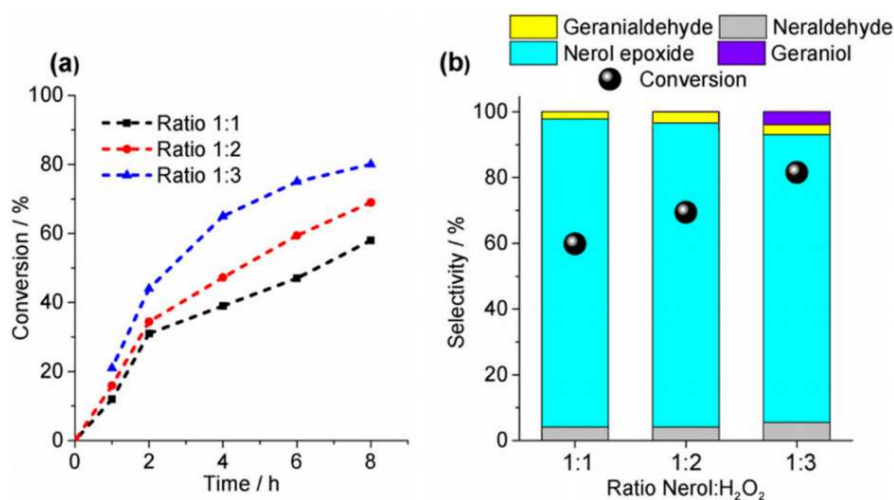 (a)
Conversion / %
100
80
60
40
20
0
Ratio 1:1
Ratio 1:2
Ratio 1:3
0 2 4 6 8
Time / h
(b)
Geranialdehyde Neraldehyde
Nerol epoxide Geraniol
Conversion
Selectivity / %
100
80
60
40
20
0
1:1 1:2 1:3
Ratio Nerol:H₂O₂